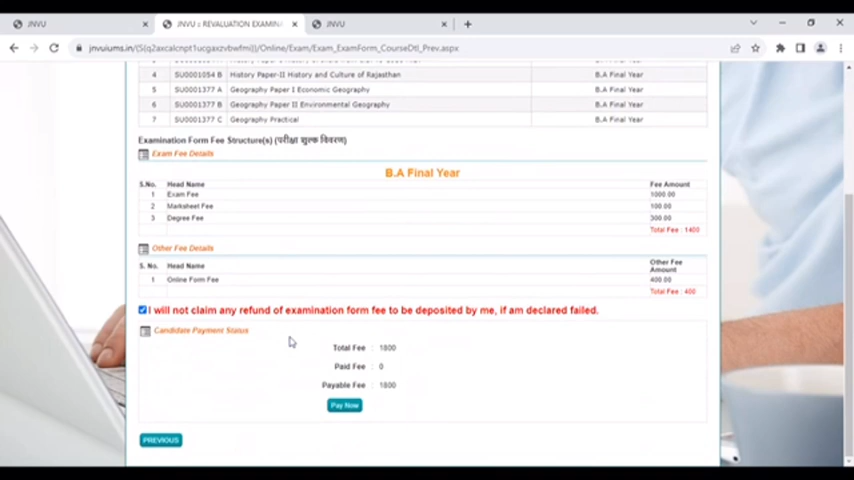 JNVU
JNVU :: REVALUATION EXAMIN
JNVU
jnvuiums.in/(S(q2axcalcnpt1ucgaxzvbwfmi))/Online/Exam/Exam_ExamForm_CourseDtl_Prev.aspx
4 SU0001054 B History Paper-II History and Culture of Rajasthan B.A Final Year
5 SU0001377 A Geography Paper I Economic Geography B.A Final Year
6 SU0001377 B Geography Paper II Environmental Geography B.A Final Year
7 SU0001377 C Geography Practical B.A Final Year
Examination Form Fee Structure(s) (परीक्षा शुल्क विवरण)
Exam Fee Details
B.A Final Year
S.No. Head Name Fee Amount
1 Exam Fee 1000.00
2 Marksheet Fee 100.00
3 Degree Fee 300.00
Total Fee : 1400
Other Fee Details
S. No. Head Name Other Fee Amount
1 Online Form Fee 400.00
Total Fee : 400
I will not claim any refund of examination form fee to be deposited by me, if am declared failed.
Candidate Payment Status
Total Fee : 1800
Paid Fee : 0
Payable Fee : 1800
Pay Now
PREVIOUS